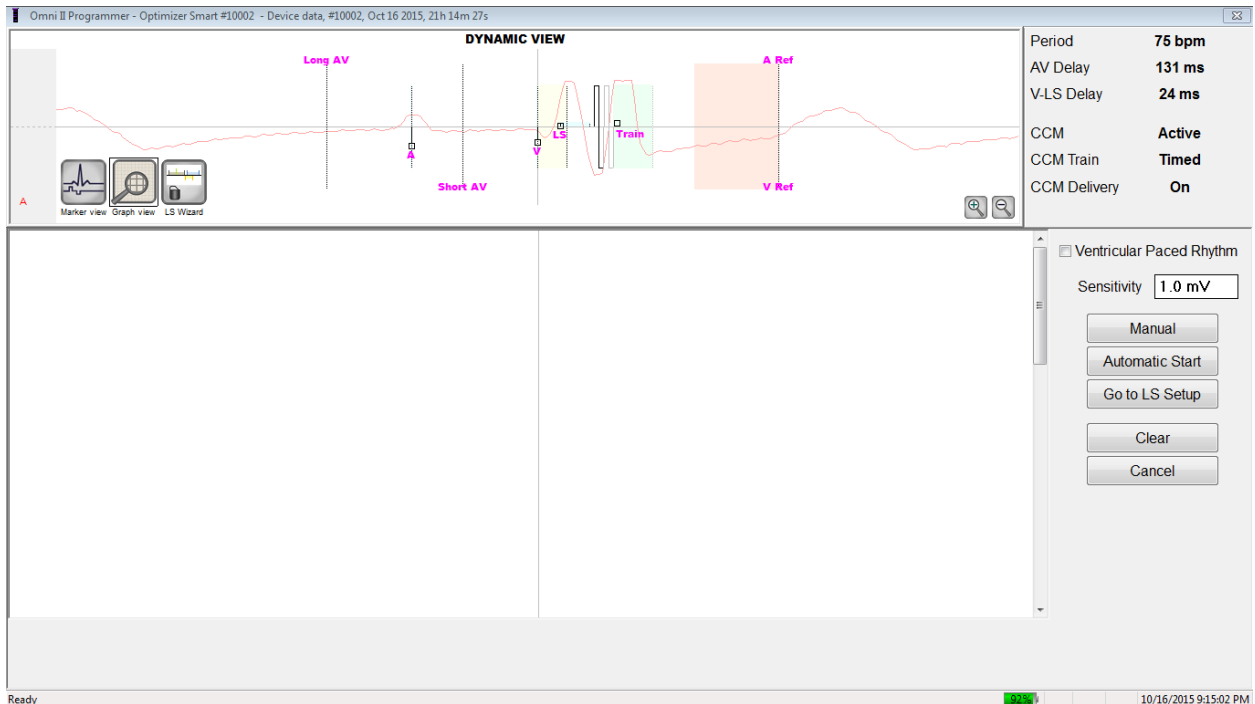 Omni II Programmer - Optimizer Smart #10002 - Device data, #10002, Oct 16 2015, 21h 14m 27s
DYNAMIC VIEW
Long AV
A Ref
LS
Train
A
V
Short AV
V Ref
A
Marker view
Graph view
LS Wizard
Period 75 bpm
AV Delay 131 ms
V-LS Delay 24 ms
CCM Active
CCM Train Timed
CCM Delivery On
Ventricular Paced Rhythm
Sensitivity 1.0 mV
Manual
Automatic Start
Go to LS Setup
Clear
Cancel
Ready
92%
10/16/2015 9:15:02 PM